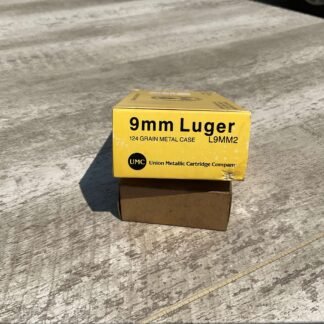 9mm Luger
124 GRAIN METAL CASE L9MM2
UMC Union Metallic Cartridge Company